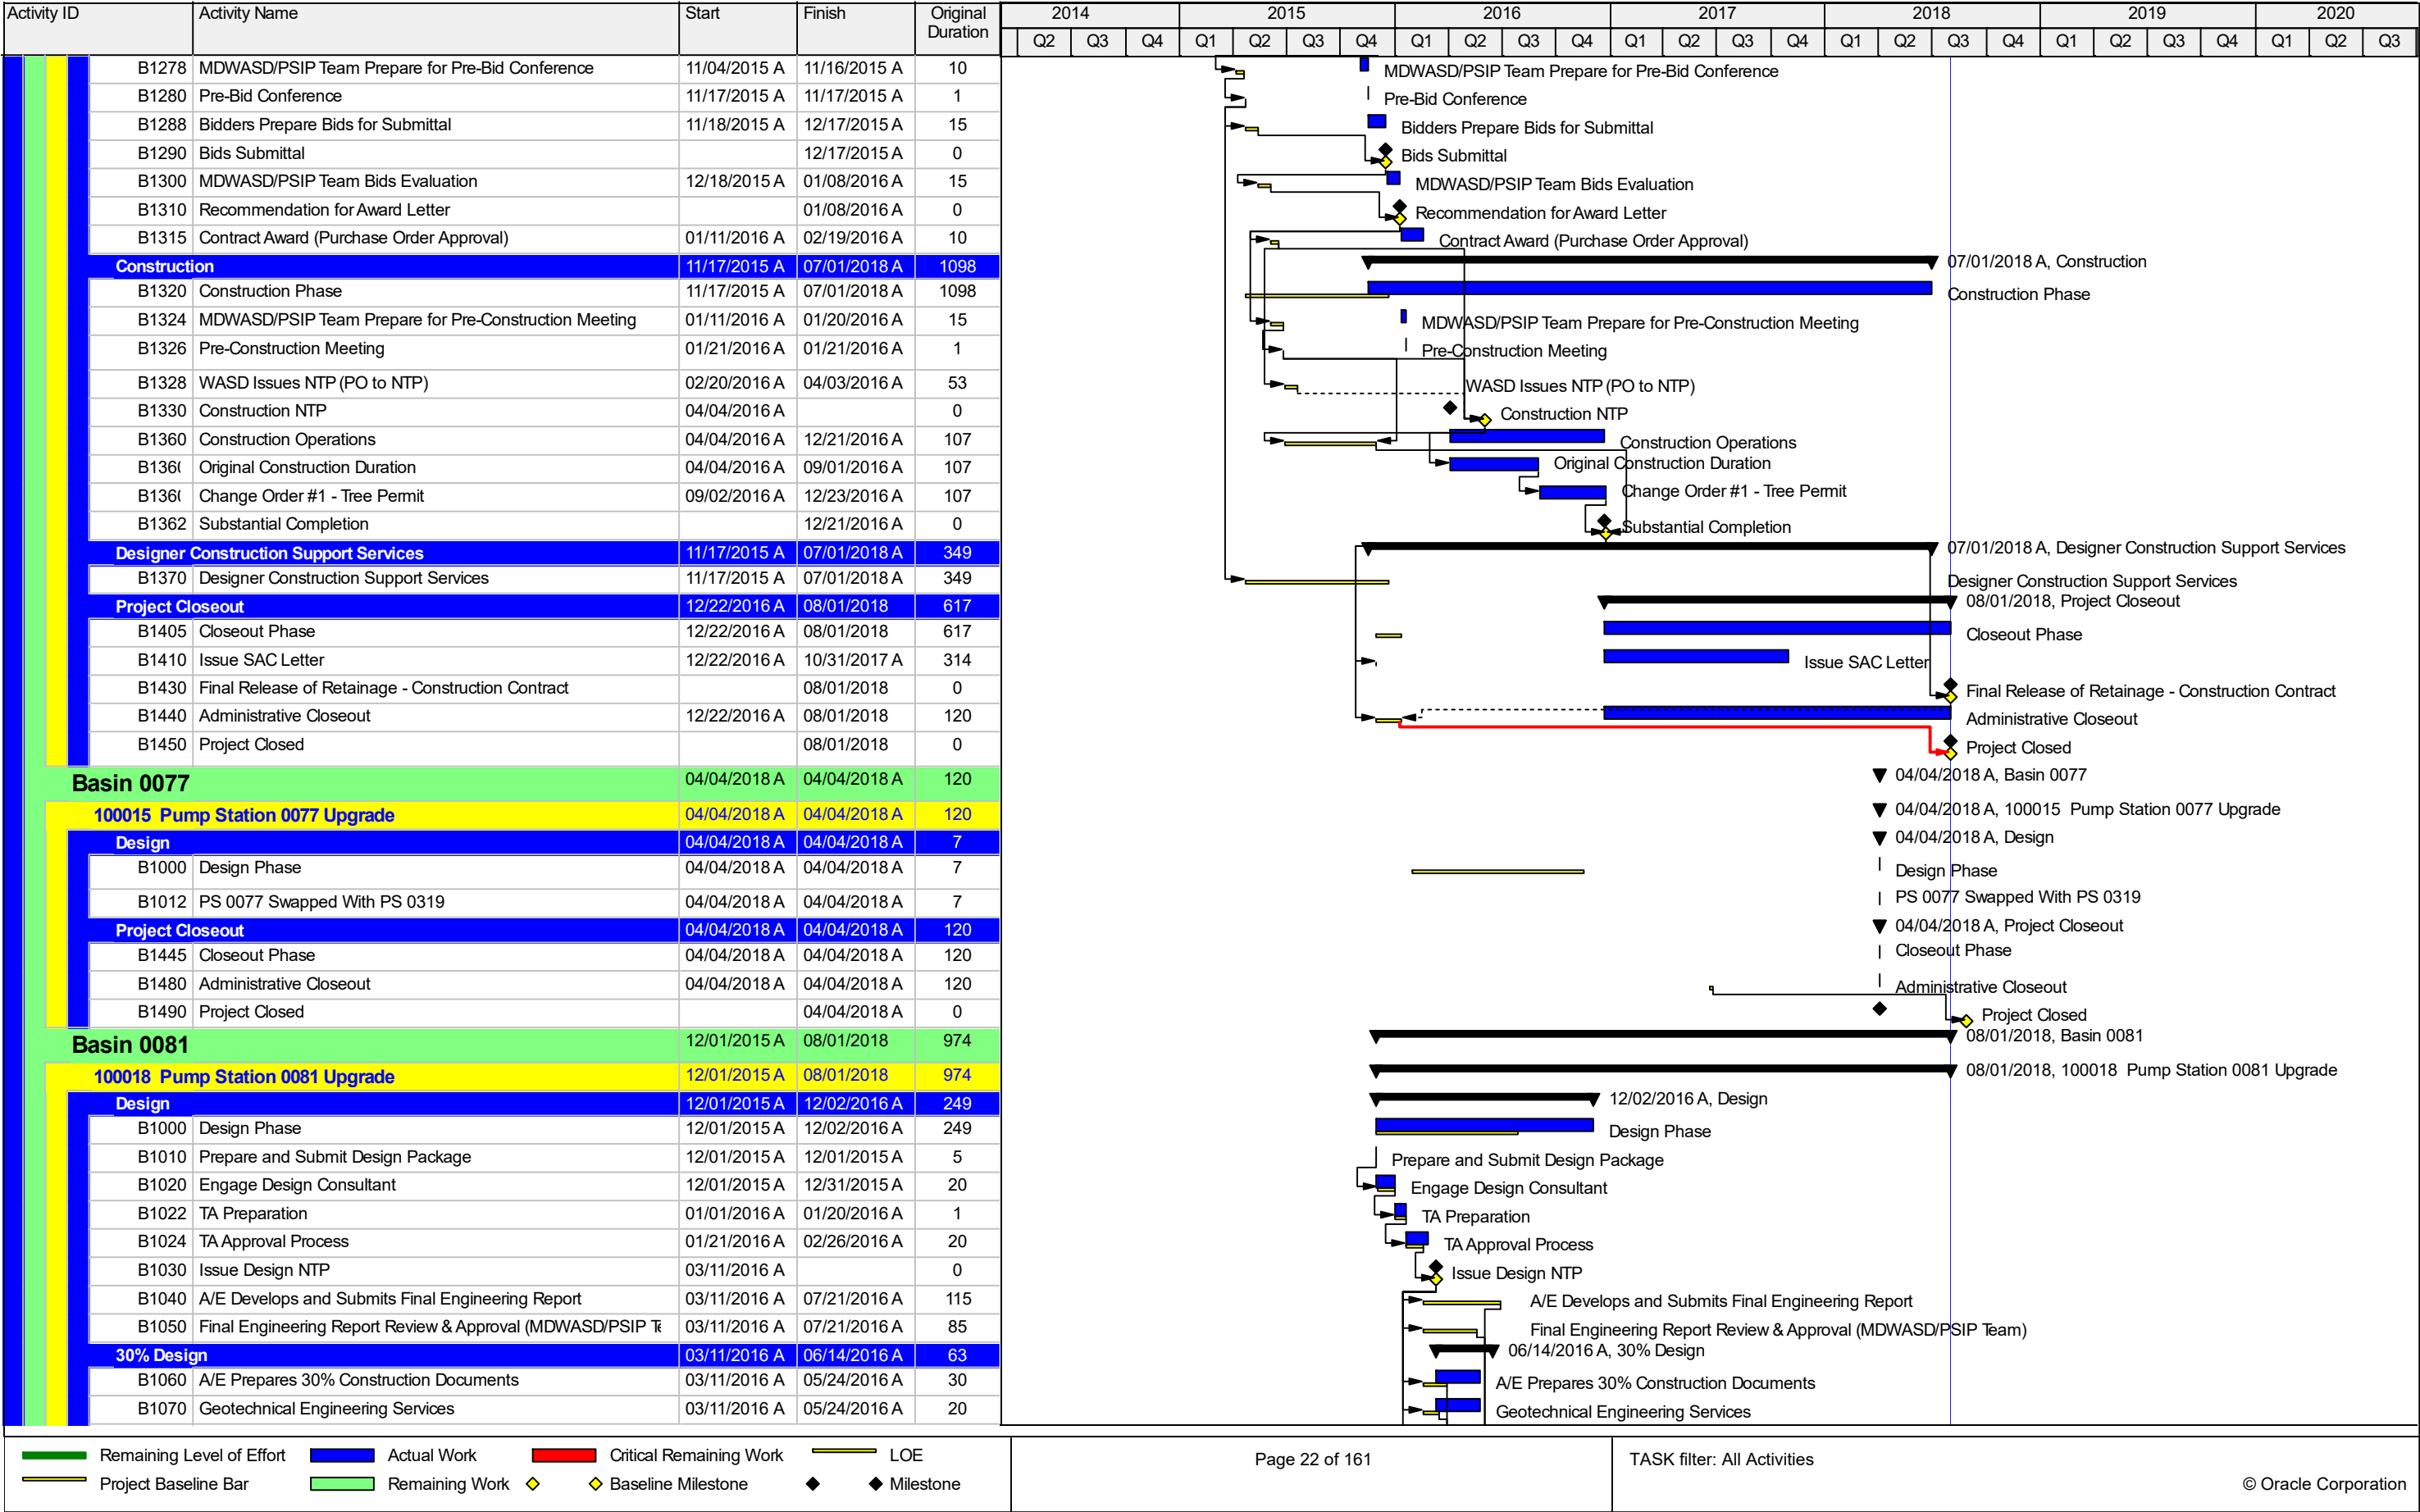 Activity ID Activity Name Start Finish Original Duration 2014 2015 2016 2017 2018 2019 2020
Q2 Q3 Q4 Q1 Q2 Q3 Q4 Q1 Q2 Q3 Q4 Q1 Q2 Q3 Q4 Q1 Q2 Q3 Q4 Q1 Q2 Q3 Q4 Q1 Q2 Q3
B1278 MDWASD/PSIP Team Prepare for Pre-Bid Conference 11/04/2015 A 11/16/2015 A 10 MDWASD/PSIP Team Prepare for Pre-Bid Conference
B1280 Pre-Bid Conference 11/17/2015 A 11/17/2015 A 1 Pre-Bid Conference
B1288 Bidders Prepare Bids for Submittal 11/18/2015 A 12/17/2015 A 15 Bidders Prepare Bids for Submittal
B1290 Bids Submittal 12/17/2015 A 0 Bids Submittal
B1300 MDWASD/PSIP Team Bids Evaluation 12/18/2015 A 01/08/2016 A 15 MDWASD/PSIP Team Bids Evaluation
B1310 Recommendation for Award Letter 01/08/2016 A 0 Recommendation for Award Letter
B1315 Contract Award (Purchase Order Approval) 01/11/2016 A 02/19/2016 A 10 Contract Award (Purchase Order Approval)
Construction 11/17/2015 A 07/01/2018 A 1098 07/01/2018 A, Construction
B1320 Construction Phase 11/17/2015 A 07/01/2018 A 1098 Construction Phase
B1324 MDWASD/PSIP Team Prepare for Pre-Construction Meeting 01/11/2016 A 01/20/2016 A 15 MDWASD/PSIP Team Prepare for Pre-Construction Meeting
B1326 Pre-Construction Meeting 01/21/2016 A 01/21/2016 A 1 Pre-Construction Meeting
B1328 WASD Issues NTP (PO to NTP) 02/20/2016 A 04/03/2016 A 53 WASD Issues NTP (PO to NTP)
B1330 Construction NTP 04/04/2016 A 0 Construction NTP
B1360 Construction Operations 04/04/2016 A 12/21/2016 A 107 Construction Operations
B136( Original Construction Duration 04/04/2016 A 09/01/2016 A 107 Original Construction Duration
B136( Change Order #1 - Tree Permit 09/02/2016 A 12/23/2016 A 107 Change Order #1 - Tree Permit
B1362 Substantial Completion 12/21/2016 A 0 Substantial Completion
Designer Construction Support Services 11/17/2015 A 07/01/2018 A 349 07/01/2018 A, Designer Construction Support Services
B1370 Designer Construction Support Services 11/17/2015 A 07/01/2018 A 349 Designer Construction Support Services
Project Closeout 12/22/2016 A 08/01/2018 617 08/01/2018, Project Closeout
B1405 Closeout Phase 12/22/2016 A 08/01/2018 617 Closeout Phase
B1410 Issue SAC Letter 12/22/2016 A 10/31/2017 A 314 Issue SAC Letter
B1430 Final Release of Retainage - Construction Contract 08/01/2018 0 Final Release of Retainage - Construction Contract
B1440 Administrative Closeout 12/22/2016 A 08/01/2018 120 Administrative Closeout
B1450 Project Closed 08/01/2018 0 Project Closed
Basin 0077 04/04/2018 A 04/04/2018 A 120 04/04/2018 A, Basin 0077
100015 Pump Station 0077 Upgrade 04/04/2018 A 04/04/2018 A 120 04/04/2018 A, 100015 Pump Station 0077 Upgrade
Design 04/04/2018 A 04/04/2018 A 7 04/04/2018 A, Design
B1000 Design Phase 04/04/2018 A 04/04/2018 A 7 Design Phase
B1012 PS 0077 Swapped With PS 0319 04/04/2018 A 04/04/2018 A 7 PS 0077 Swapped With PS 0319
Project Closeout 04/04/2018 A 04/04/2018 A 120 04/04/2018 A, Project Closeout
B1445 Closeout Phase 04/04/2018 A 04/04/2018 A 120 Closeout Phase
B1480 Administrative Closeout 04/04/2018 A 04/04/2018 A 120 Administrative Closeout
B1490 Project Closed 04/04/2018 A 0 Project Closed
Basin 0081 12/01/2015 A 08/01/2018 974 08/01/2018, Basin 0081
100018 Pump Station 0081 Upgrade 12/01/2015 A 08/01/2018 974 08/01/2018, 100018 Pump Station 0081 Upgrade
Design 12/01/2015 A 12/02/2016 A 249 12/02/2016 A, Design
B1000 Design Phase 12/01/2015 A 12/02/2016 A 249 Design Phase
B1010 Prepare and Submit Design Package 12/01/2015 A 12/01/2015 A 5 Prepare and Submit Design Package
B1020 Engage Design Consultant 12/01/2015 A 12/31/2015 A 20 Engage Design Consultant
B1022 TA Preparation 01/01/2016 A 01/20/2016 A 1 TA Preparation
B1024 TA Approval Process 01/21/2016 A 02/26/2016 A 20 TA Approval Process
B1030 Issue Design NTP 03/11/2016 A 0 Issue Design NTP
B1040 A/E Develops and Submits Final Engineering Report 03/11/2016 A 07/21/2016 A 115 A/E Develops and Submits Final Engineering Report
B1050 Final Engineering Report Review & Approval (MDWASD/PSIP Te 03/11/2016 A 07/21/2016 A 85 Final Engineering Report Review & Approval (MDWASD/PSIP Team)
30% Design 03/11/2016 A 06/14/2016 A 63 06/14/2016 A, 30% Design
B1060 A/E Prepares 30% Construction Documents 03/11/2016 A 05/24/2016 A 30 A/E Prepares 30% Construction Documents
B1070 Geotechnical Engineering Services 03/11/2016 A 05/24/2016 A 20 Geotechnical Engineering Services
Remaining Level of Effort Actual Work Critical Remaining Work LOE
Project Baseline Bar Remaining Work Baseline Milestone Milestone
Page 22 of 161
TASK filter: All Activities
© Oracle Corporation